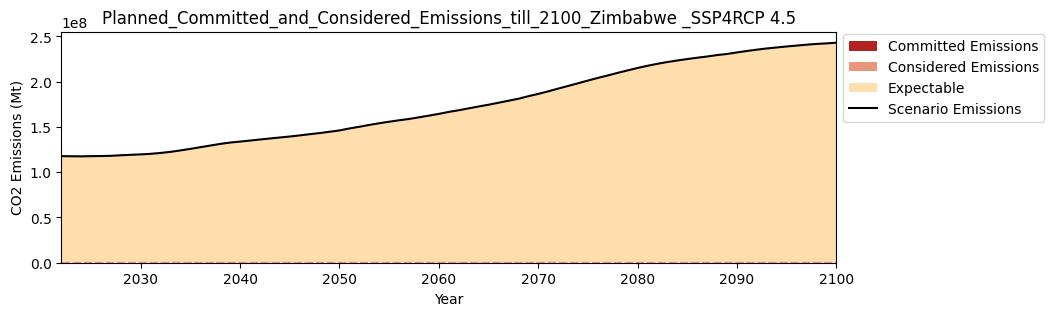 Planned_Committed_and_Considered_Emissions_till_2100_Zimbabwe _SSP4RCP 4.5
1e8
2.5
2.0
1.5
1.0
0.5
0.0
CO2 Emissions (Mt)
2030 2040 2050 2060 2070 2080 2090 2100
Year
Committed Emissions
Considered Emissions
Expectable
Scenario Emissions